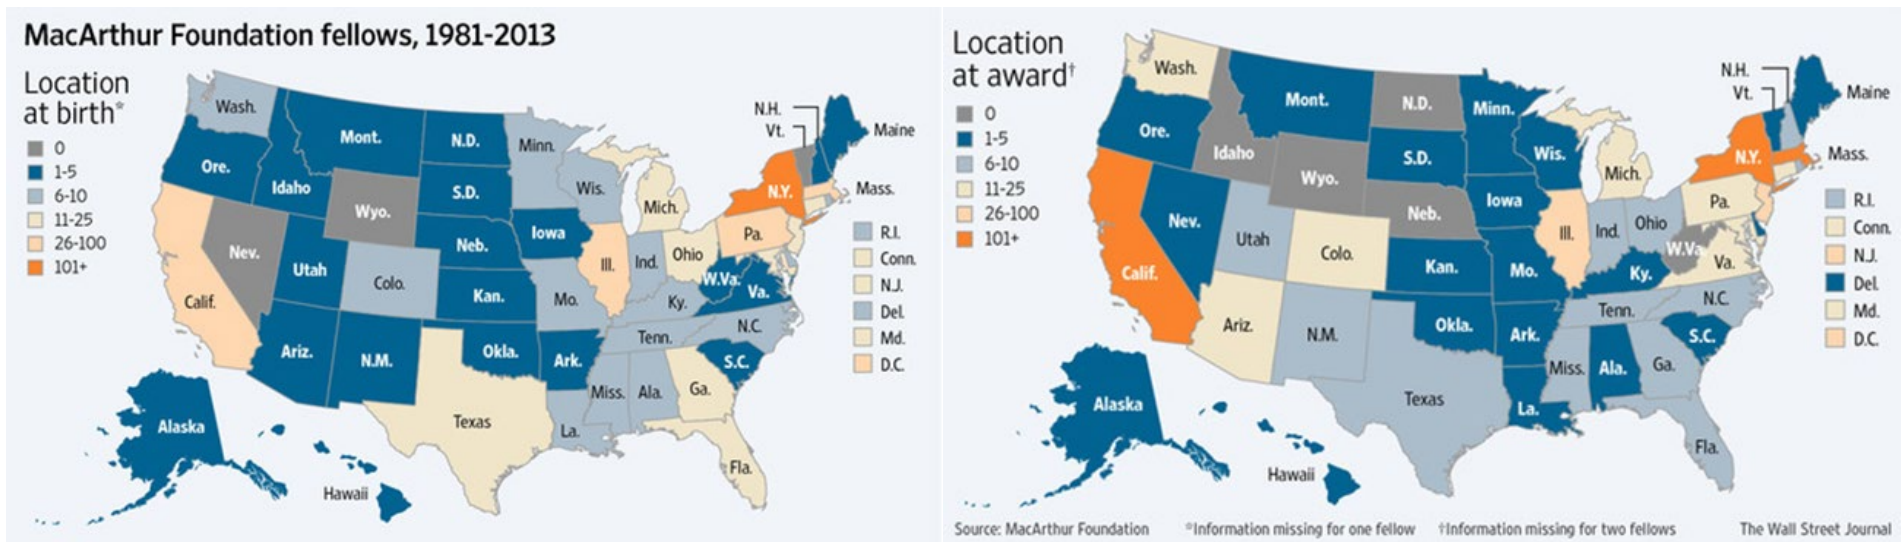 MacArthur Foundation fellows, 1981-2013
Location
at birth*
0
1-5
6-10
11-25
26-100
101+
Wash.
Ore.
Calif.
Idaho
Nev.
Mont.
Wyo.
Utah
Ariz.
Colo.
N.M.
N.D.
S.D.
Neb.
Kan.
Okla.
Texas
Minn.
Iowa
Mo.
Ark.
La.
Wis.
Ill.
Mich.
Ind.
Ohio
Ky.
Tenn.
Miss.
Ala.
Ga.
Fla.
S.C.
N.C.
Va.
W.Va.
Pa.
N.Y.
Vt.
N.H.
Maine
Mass.
R.I.
Conn.
N.J.
Del.
Md.
D.C.
Alaska
Hawaii
Location
at award†
0
1-5
6-10
11-25
26-100
101+
Wash.
Ore.
Calif.
Idaho
Nev.
Mont.
Wyo.
Utah
Ariz.
Colo.
N.M.
N.D.
S.D.
Neb.
Kan.
Okla.
Texas
Minn.
Iowa
Mo.
Ark.
La.
Wis.
Ill.
Mich.
Ind.
Ohio
Ky.
Tenn.
Miss.
Ala.
Ga.
Fla.
S.C.
N.C.
Va.
W.Va.
Pa.
N.Y.
Vt.
N.H.
Maine
Mass.
R.I.
Conn.
N.J.
Del.
Md.
D.C.
Alaska
Hawaii
Source: MacArthur Foundation *Information missing for one fellow †Information missing for two fellows The Wall Street Journal